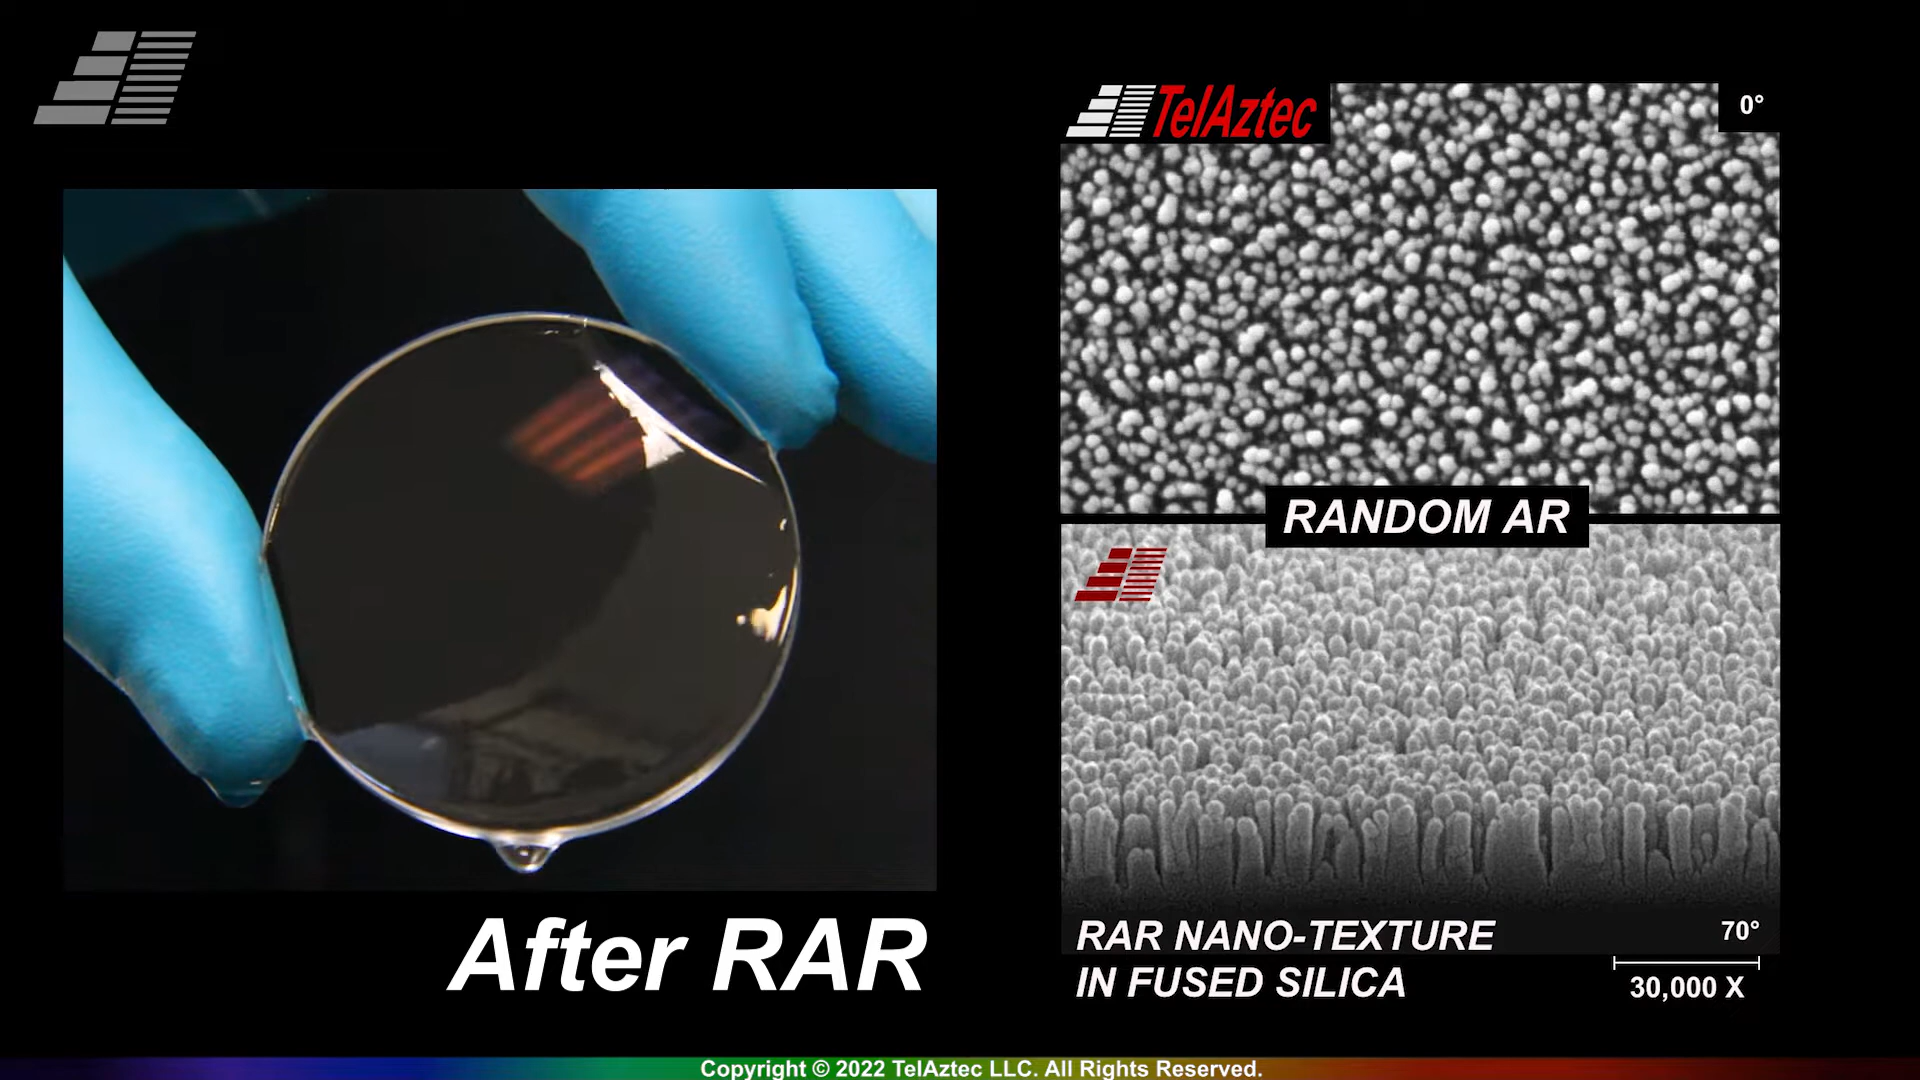 TelAztec
0°
RANDOM AR
RAR NANO-TEXTURE
IN FUSED SILICA
70°
30,000 X
After RAR
Copyright © 2022 TelAztec LLC. All Rights Reserved.